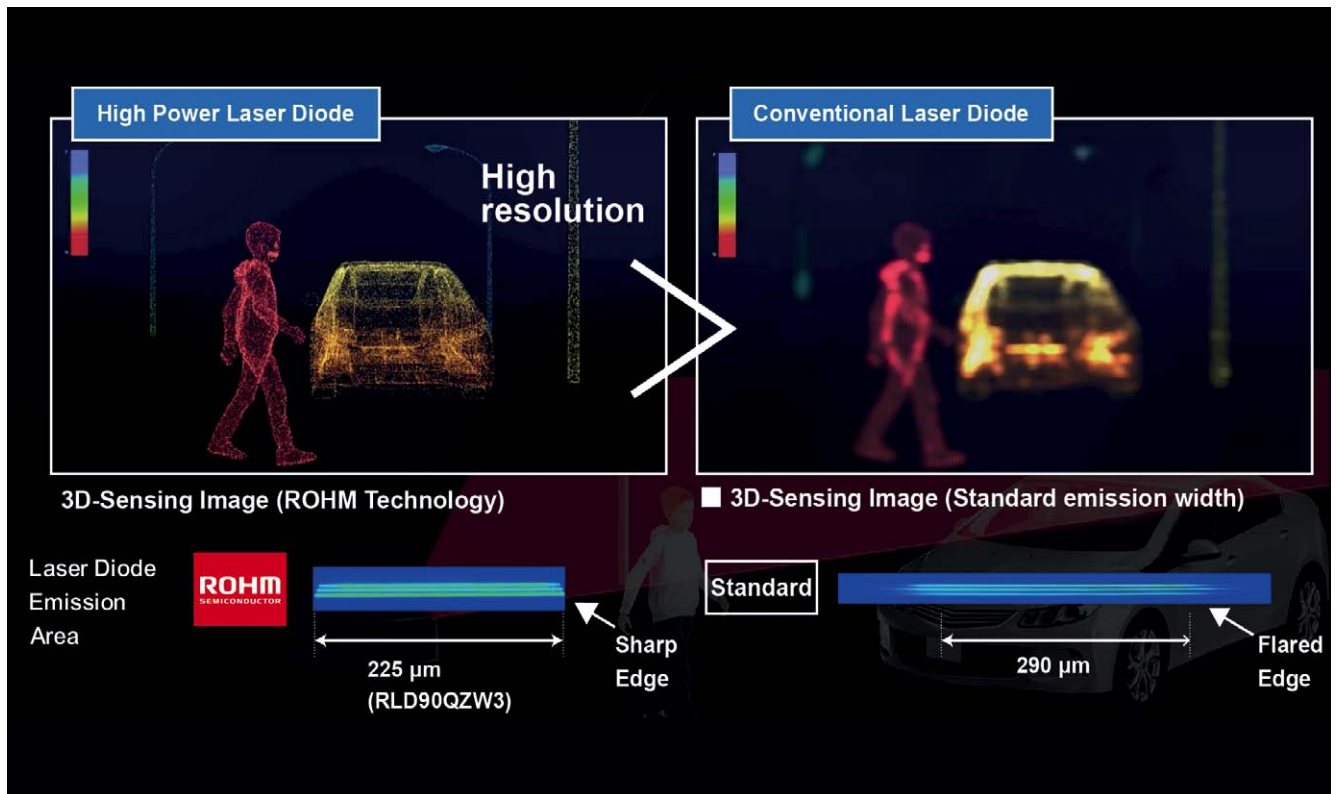 High Power Laser Diode
High
resolution
3D-Sensing Image (ROHM Technology)
Conventional Laser Diode
3D-Sensing Image (Standard emission width)
Laser Diode
Emission
Area
ROHM
SEMICONDUCTOR
225 µm
(RLD90QZW3)
Sharp
Edge
Standard
290 µm
Flared
Edge